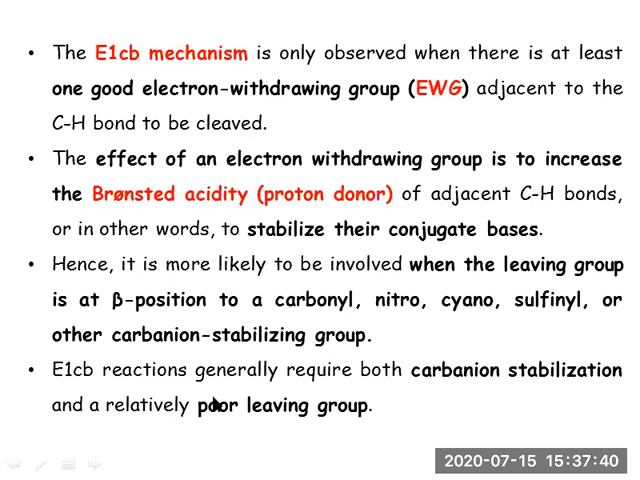 • The E1cb mechanism is only observed when there is at least
one good electron-withdrawing group (EWG) adjacent to the
C-H bond to be cleaved.
• The effect of an electron withdrawing group is to increase
the Brønsted acidity (proton donor) of adjacent C-H bonds,
or in other words, to stabilize their conjugate bases.
• Hence, it is more likely to be involved when the leaving group
is at β-position to a carbonyl, nitro, cyano, sulfinyl, or
other carbanion-stabilizing group.
• E1cb reactions generally require both carbanion stabilization
and a relatively poor leaving group.
2020-07-15 15:37:40